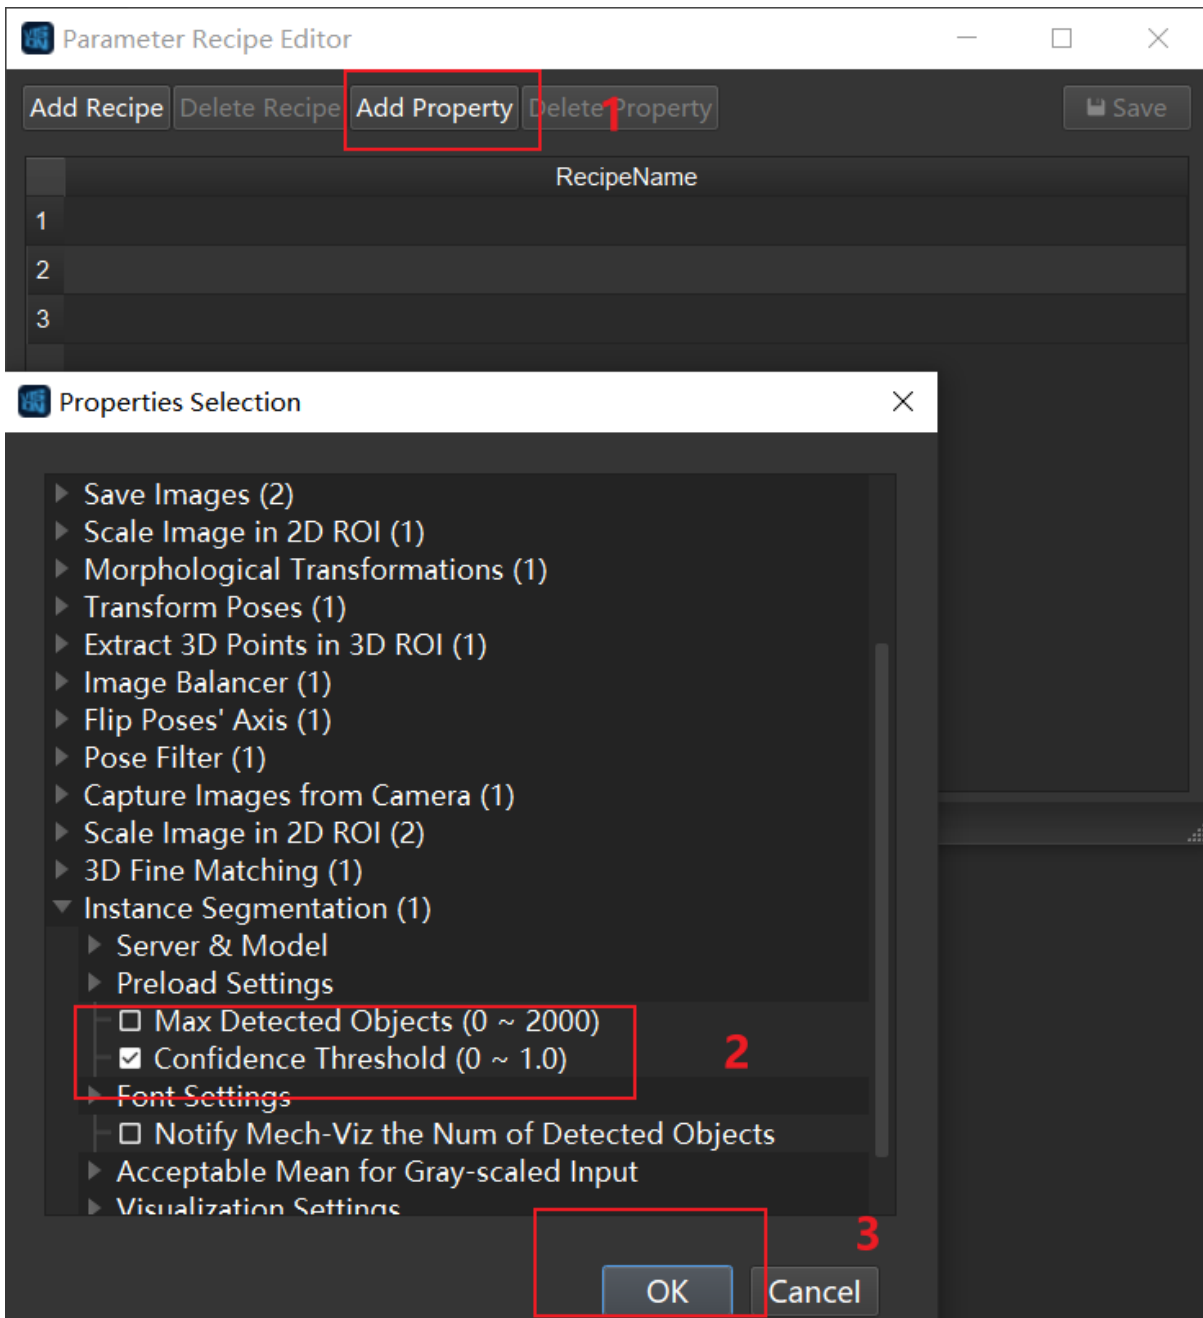 Parameter Recipe Editor
Add Recipe Delete Recipe Add Property Delete Property Save
1
RecipeName
1
2
3
Properties Selection
Save Images (2)
Scale Image in 2D ROI (1)
Morphological Transformations (1)
Transform Poses (1)
Extract 3D Points in 3D ROI (1)
Image Balancer (1)
Flip Poses' Axis (1)
Pose Filter (1)
Capture Images from Camera (1)
Scale Image in 2D ROI (2)
3D Fine Matching (1)
Instance Segmentation (1)
Server & Model
Preload Settings
Max Detected Objects (0 ~ 2000)
Confidence Threshold (0 ~ 1.0)
2
Font Settings
Notify Mech-Viz the Num of Detected Objects
Acceptable Mean for Gray-scaled Input
Visualization Settings
3
OK Cancel